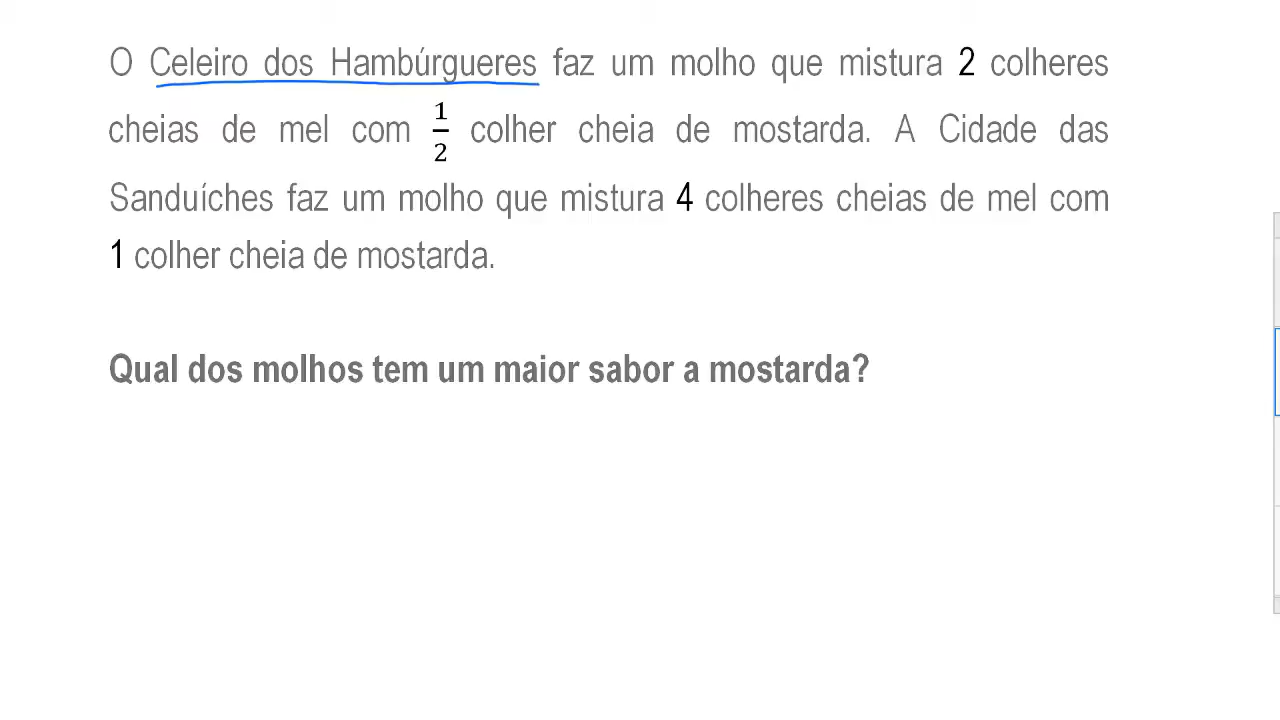 O Celeiro dos Hambúrgueres faz um molho que mistura 2 colheres
cheias de mel com 1/2 colher cheia de mostarda. A Cidade das
Sanduíches faz um molho que mistura 4 colheres cheias de mel com
1 colher cheia de mostarda.
Qual dos molhos tem um maior sabor a mostarda?